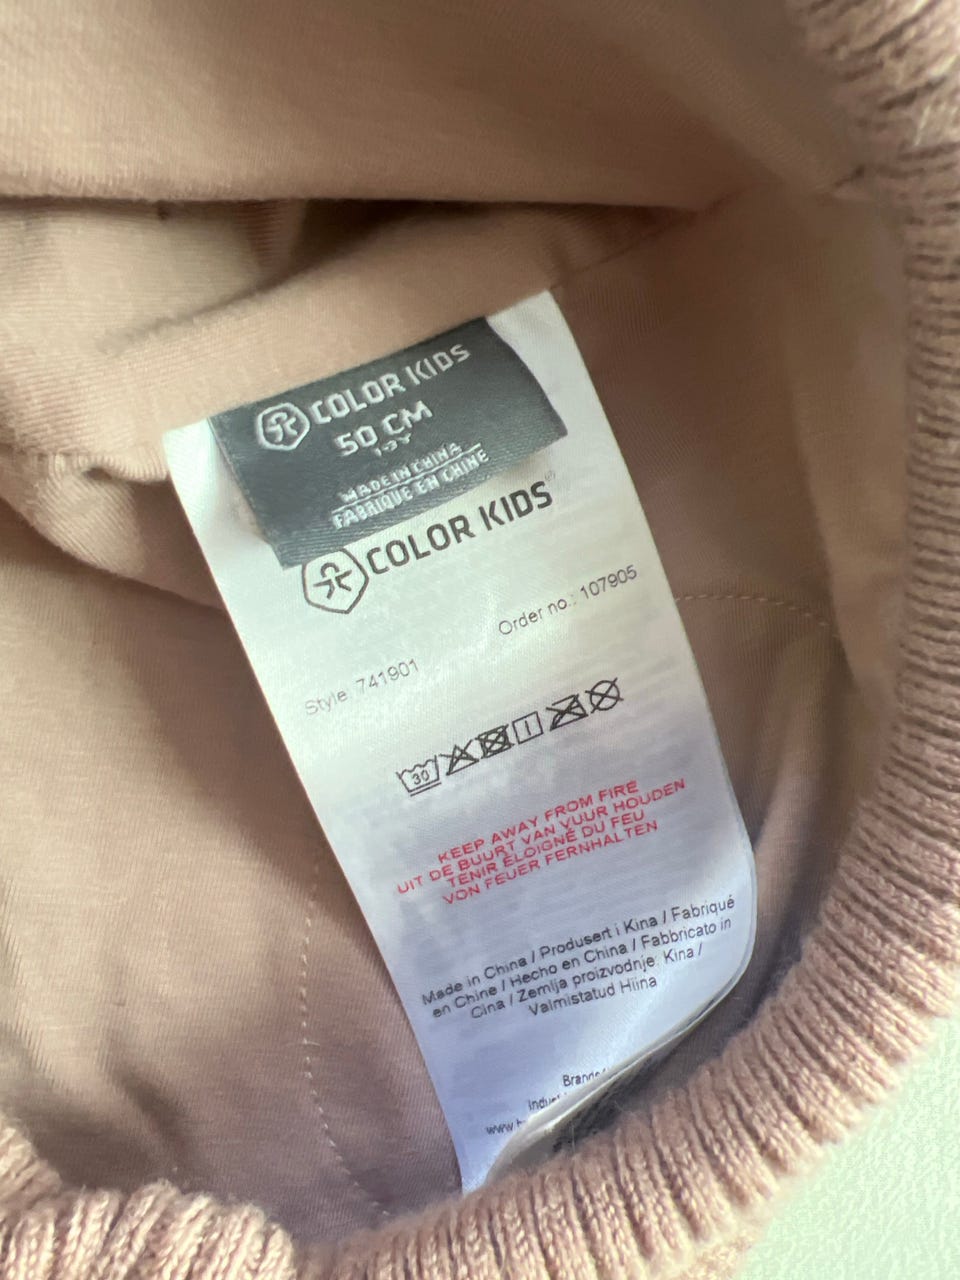 COLOR KIDS
50 CM
MADE IN CHINA
FABRIQUE EN CHINE
COLOR KIDS
Order no.: 107905
Style: 741901
30
KEEP AWAY FROM FIRE
UIT DE BUURT VAN VUUR HOUDEN
TENIR ÉLOIGNÉ DU FEU
VON FEUER FERNHALTEN
Made in China / Produsert i Kina / Fabriqué
en Chine / Hecho en China / Fabbricato in
Cina / Zemlja proizvodnje: Kina /
Valmistatud Hiina